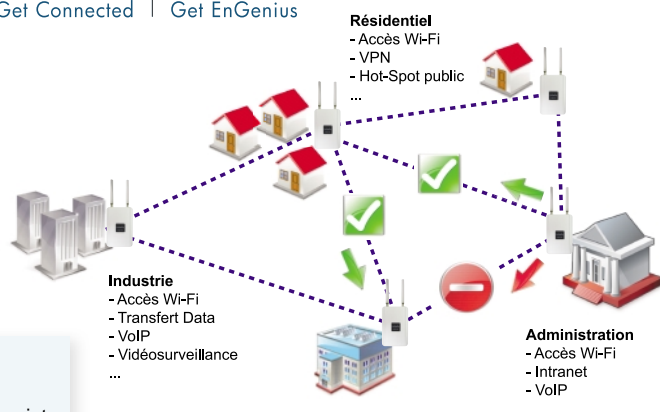 Get Connected | Get EnGenius
Résidentiel
- Accès Wi-Fi
- VPN
- Hot-Spot public
...
Industrie
- Accès Wi-Fi
- Transfert Data
- VoIP
- Vidéosurveillance
...
Administration
- Accès Wi-Fi
- Intranet
- VoIP